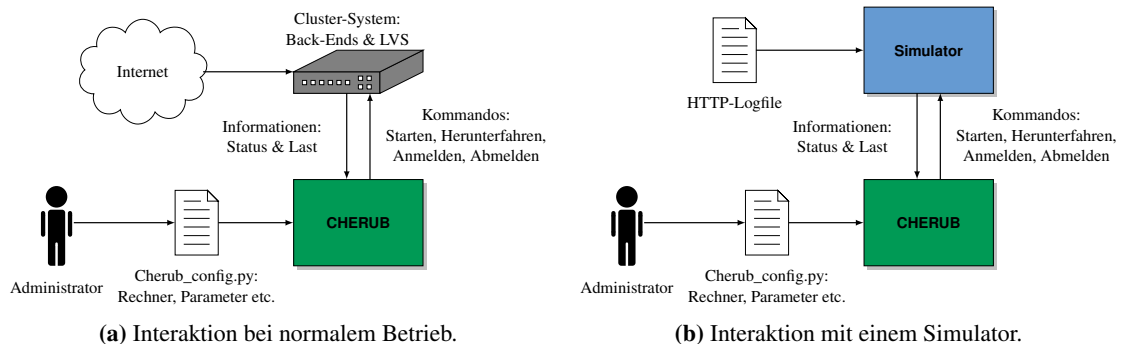 Cluster-System:
Back-Ends & LVS
Internet
Informationen:
Status & Last
Kommandos:
Starten, Herunterfahren,
Anmelden, Abmelden
CHERUB
Administrator
Cherub_config.py:
Rechner, Parameter etc.
(a) Interaktion bei normalem Betrieb.
Simulator
HTTP-Logfile
Informationen:
Status & Last
Kommandos:
Starten, Herunterfahren,
Anmelden, Abmelden
CHERUB
Administrator
Cherub_config.py:
Rechner, Parameter etc.
(b) Interaktion mit einem Simulator.